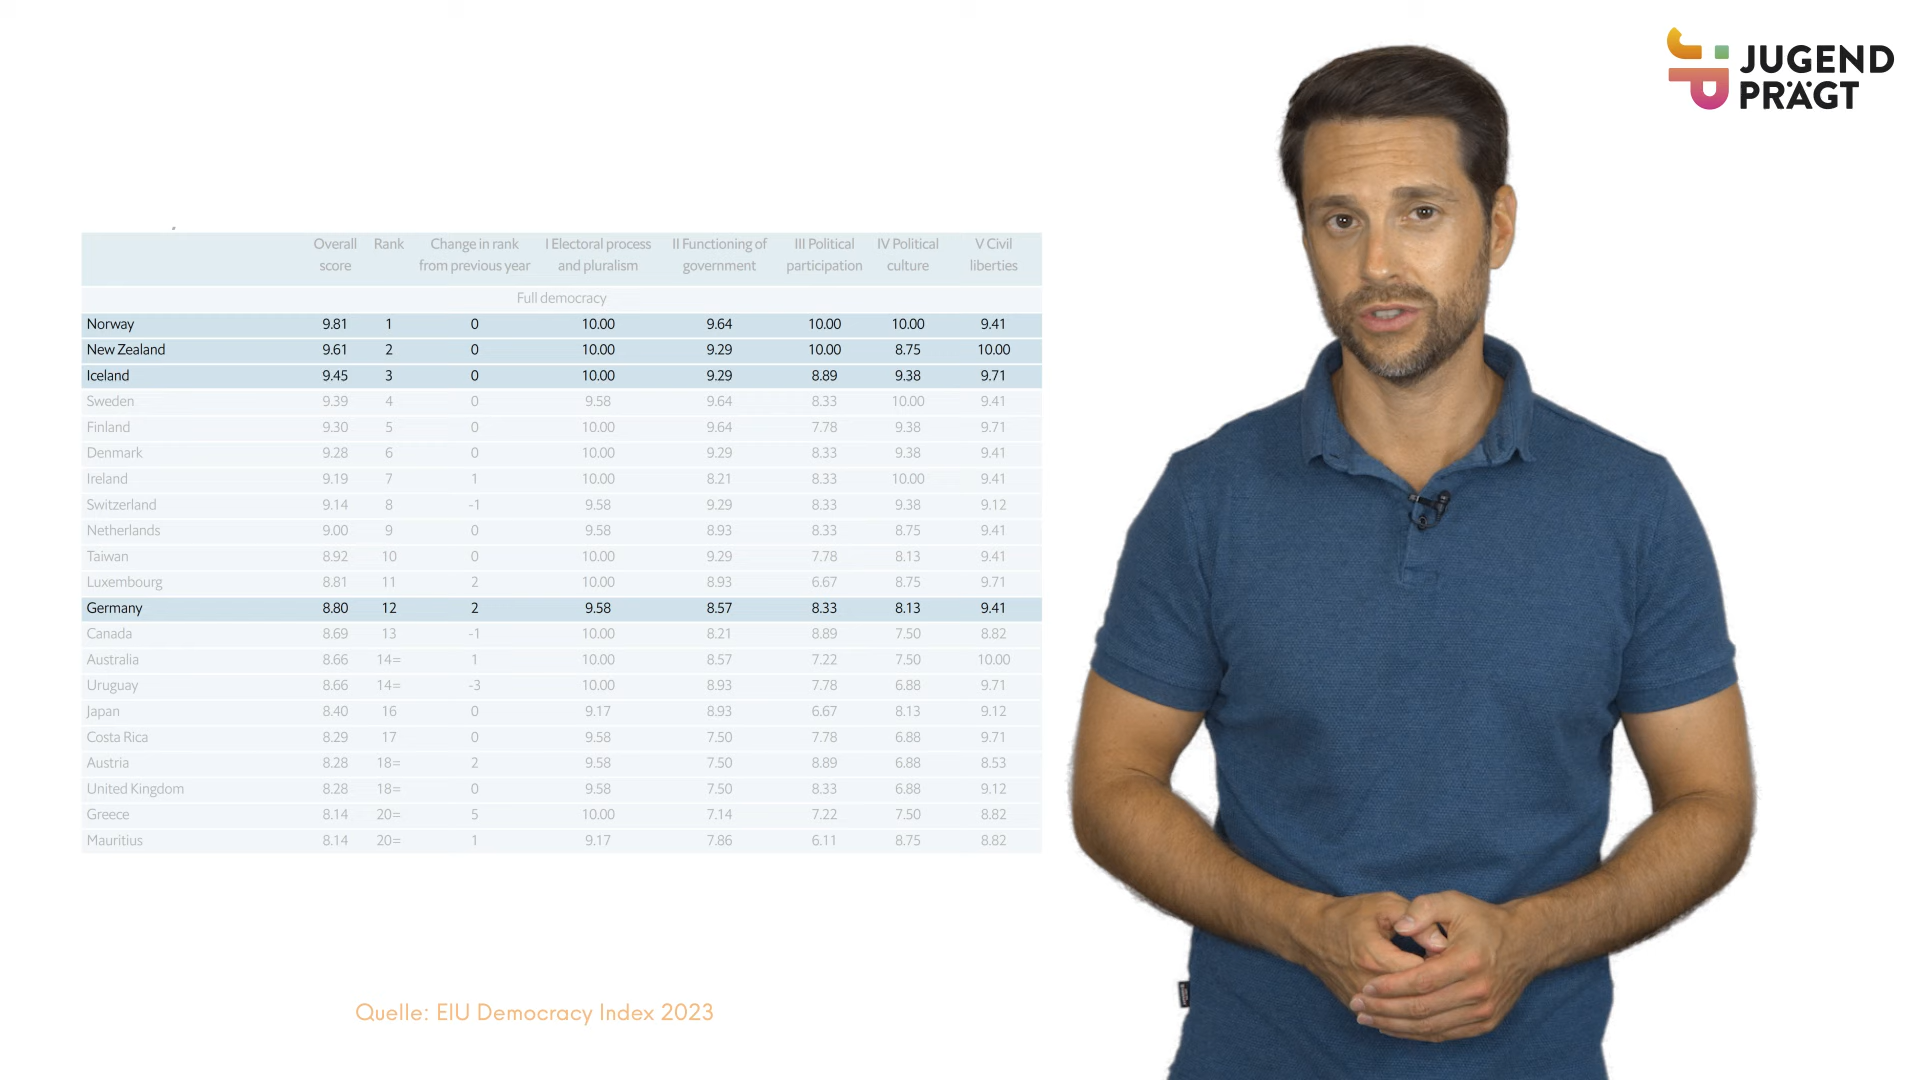 JUGEND
PRÄGT
Overall score Rank Change in rank from previous year I Electoral process and pluralism II Functioning of government III Political participation IV Political culture V Civil liberties
Full democracy
Norway 9.81 1 0 10.00 9.64 10.00 10.00 9.41
New Zealand 9.61 2 0 10.00 9.29 10.00 8.75 10.00
Iceland 9.45 3 0 10.00 9.29 8.89 9.38 9.71
Sweden 9.39 4 0 9.58 9.64 8.33 10.00 9.41
Finland 9.30 5 0 10.00 9.64 7.78 9.38 9.71
Denmark 9.28 6 0 10.00 9.29 8.33 9.38 9.41
Ireland 9.19 7 1 10.00 8.21 8.33 10.00 9.41
Switzerland 9.14 8 -1 9.58 9.29 8.33 9.38 9.12
Netherlands 9.00 9 0 9.58 8.93 8.33 8.75 9.41
Taiwan 8.92 10 0 10.00 9.29 7.78 8.13 9.41
Luxembourg 8.81 11 2 10.00 8.93 6.67 8.75 9.71
Germany 8.80 12 2 9.58 8.57 8.33 8.13 9.41
Canada 8.69 13 -1 10.00 8.21 8.89 7.50 8.82
Australia 8.66 14= 1 10.00 8.57 7.22 7.50 10.00
Uruguay 8.66 14= -3 10.00 8.93 7.78 6.88 9.71
Japan 8.40 16 0 9.17 8.93 6.67 8.13 9.12
Costa Rica 8.29 17 0 9.58 7.50 7.78 6.88 9.71
Austria 8.28 18= 2 9.58 7.50 8.89 6.88 8.53
United Kingdom 8.28 18= 0 9.58 7.50 8.33 6.88 9.12
Greece 8.14 20= 5 10.00 7.14 7.22 7.50 8.82
Mauritius 8.14 20= 1 9.17 7.86 6.11 8.75 8.82
Quelle: EIU Democracy Index 2023